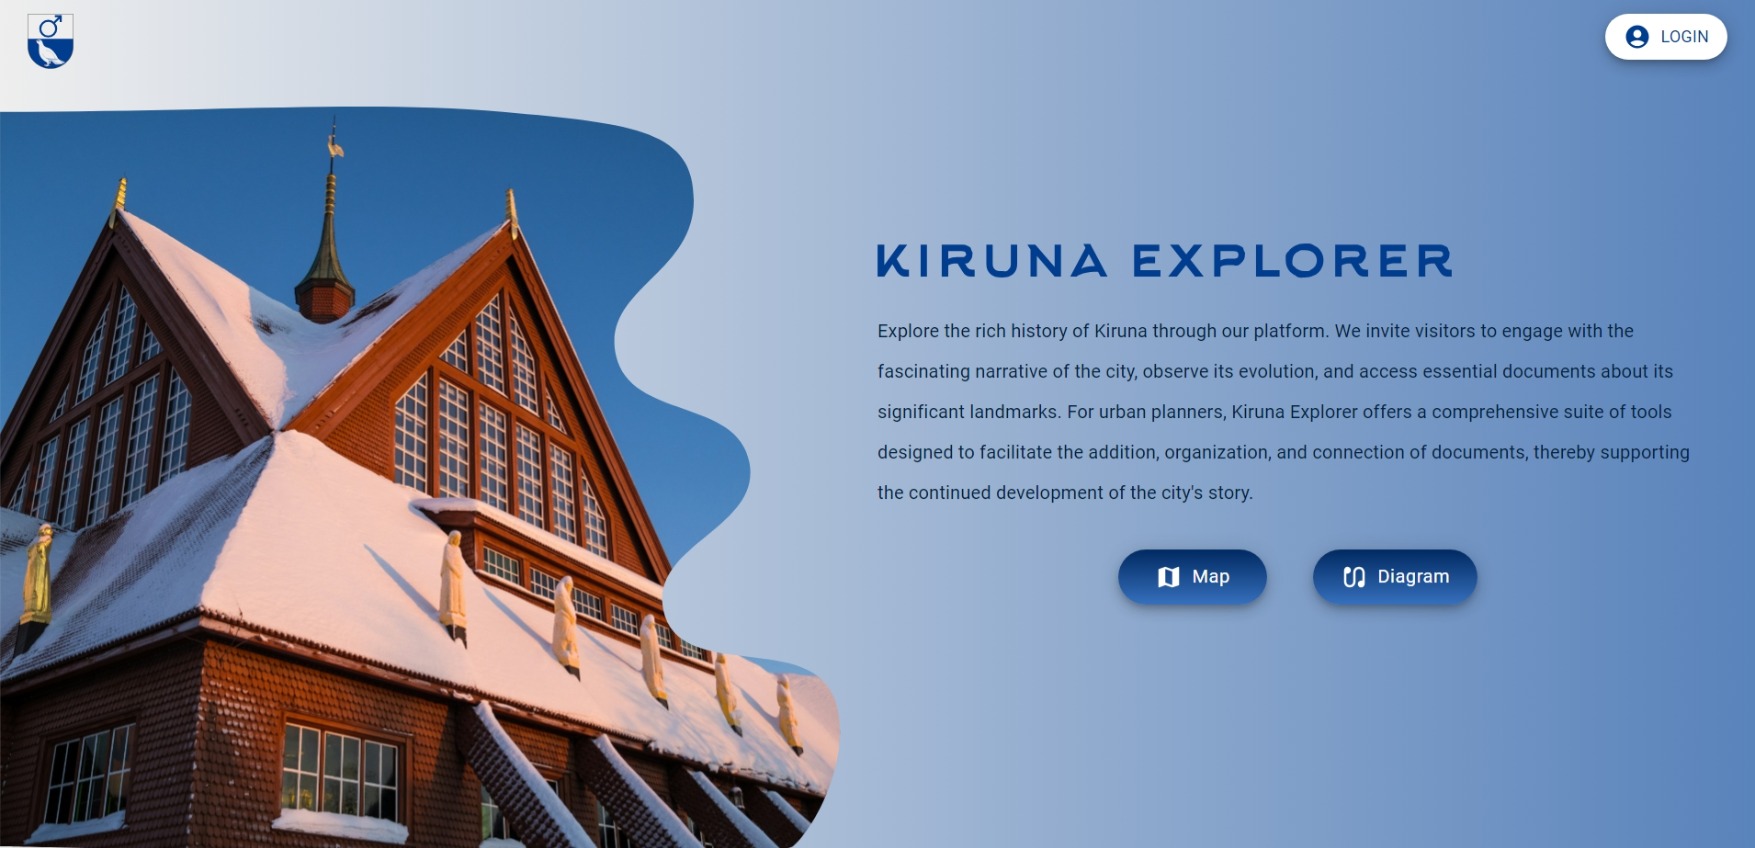 LOGIN
KIRUNA EXPLORER
Explore the rich history of Kiruna through our platform. We invite visitors to engage with the
fascinating narrative of the city, observe its evolution, and access essential documents about its
significant landmarks. For urban planners, Kiruna Explorer offers a comprehensive suite of tools
designed to facilitate the addition, organization, and connection of documents, thereby supporting
the continued development of the city's story.
Map
Diagram